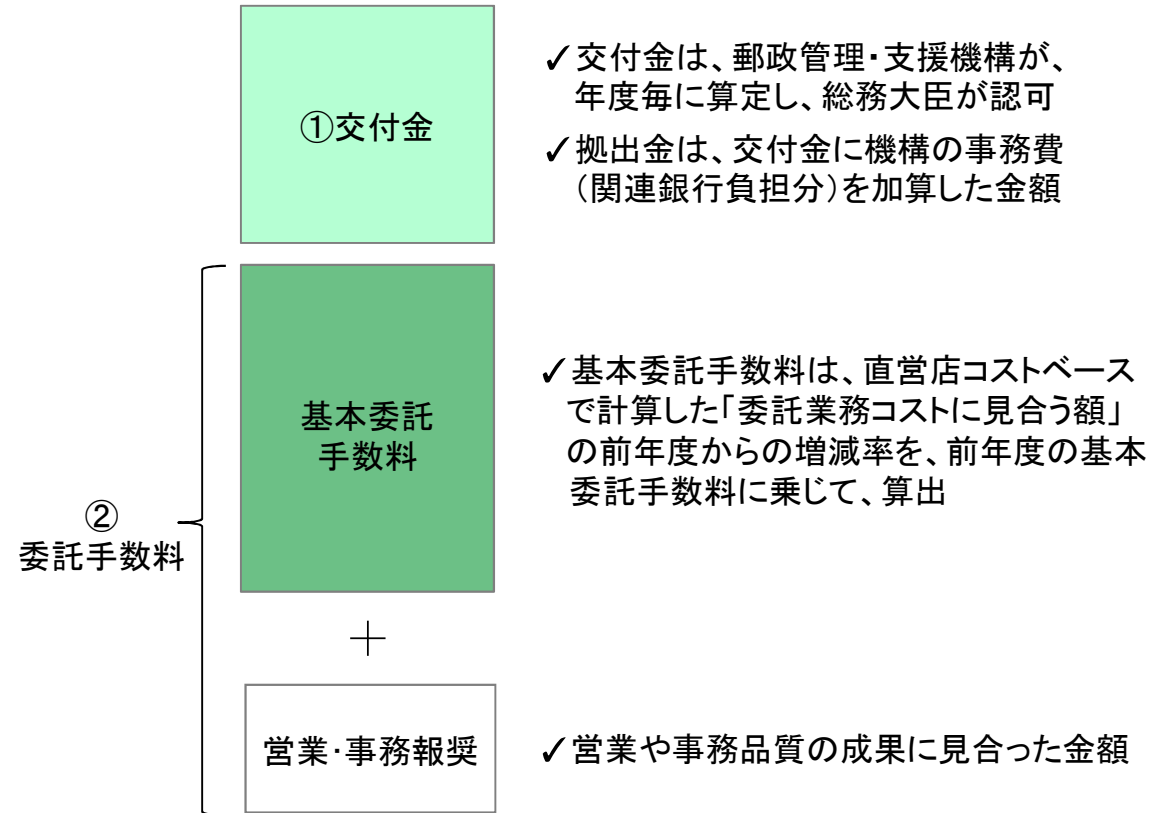 ①交付金
✓交付金は、郵政管理・支援機構が、
年度毎に算定し、総務大臣が認可
✓拠出金は、交付金に機構の事務費
（関連銀行負担分）を加算した金額
②
委託手数料
基本委託
手数料
✓基本委託手数料は、直営店コストベース
で計算した「委託業務コストに見合う額」
の前年度からの増減率を、前年度の基本
委託手数料に乗じて、算出
＋
営業・事務報奨
✓営業や事務品質の成果に見合った金額